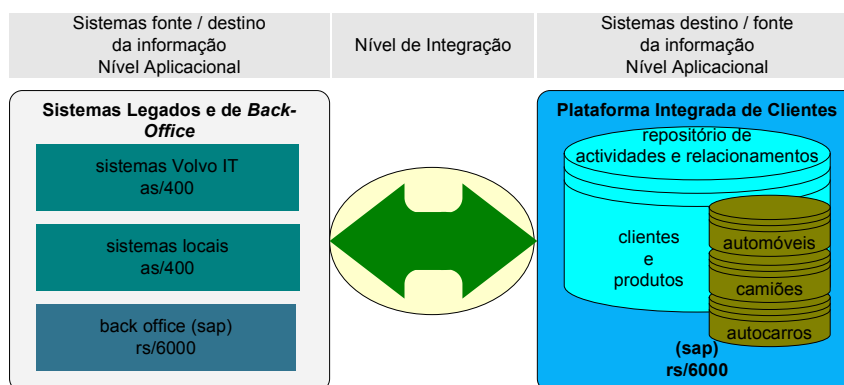 Sistemas fonte / destino
da informação
Nível Aplicacional
Nível de Integração
Sistemas destino / fonte
da informação
Nível Aplicacional
Sistemas Legados e de Back-
Office
sistemas Volvo IT
as/400
sistemas locais
as/400
back office (sap)
rs/6000
Plataforma Integrada de Clientes
repositório de
actividades e relacionamentos
clientes
e
produtos
automóveis
camiões
autocarros
(sap)
rs/6000